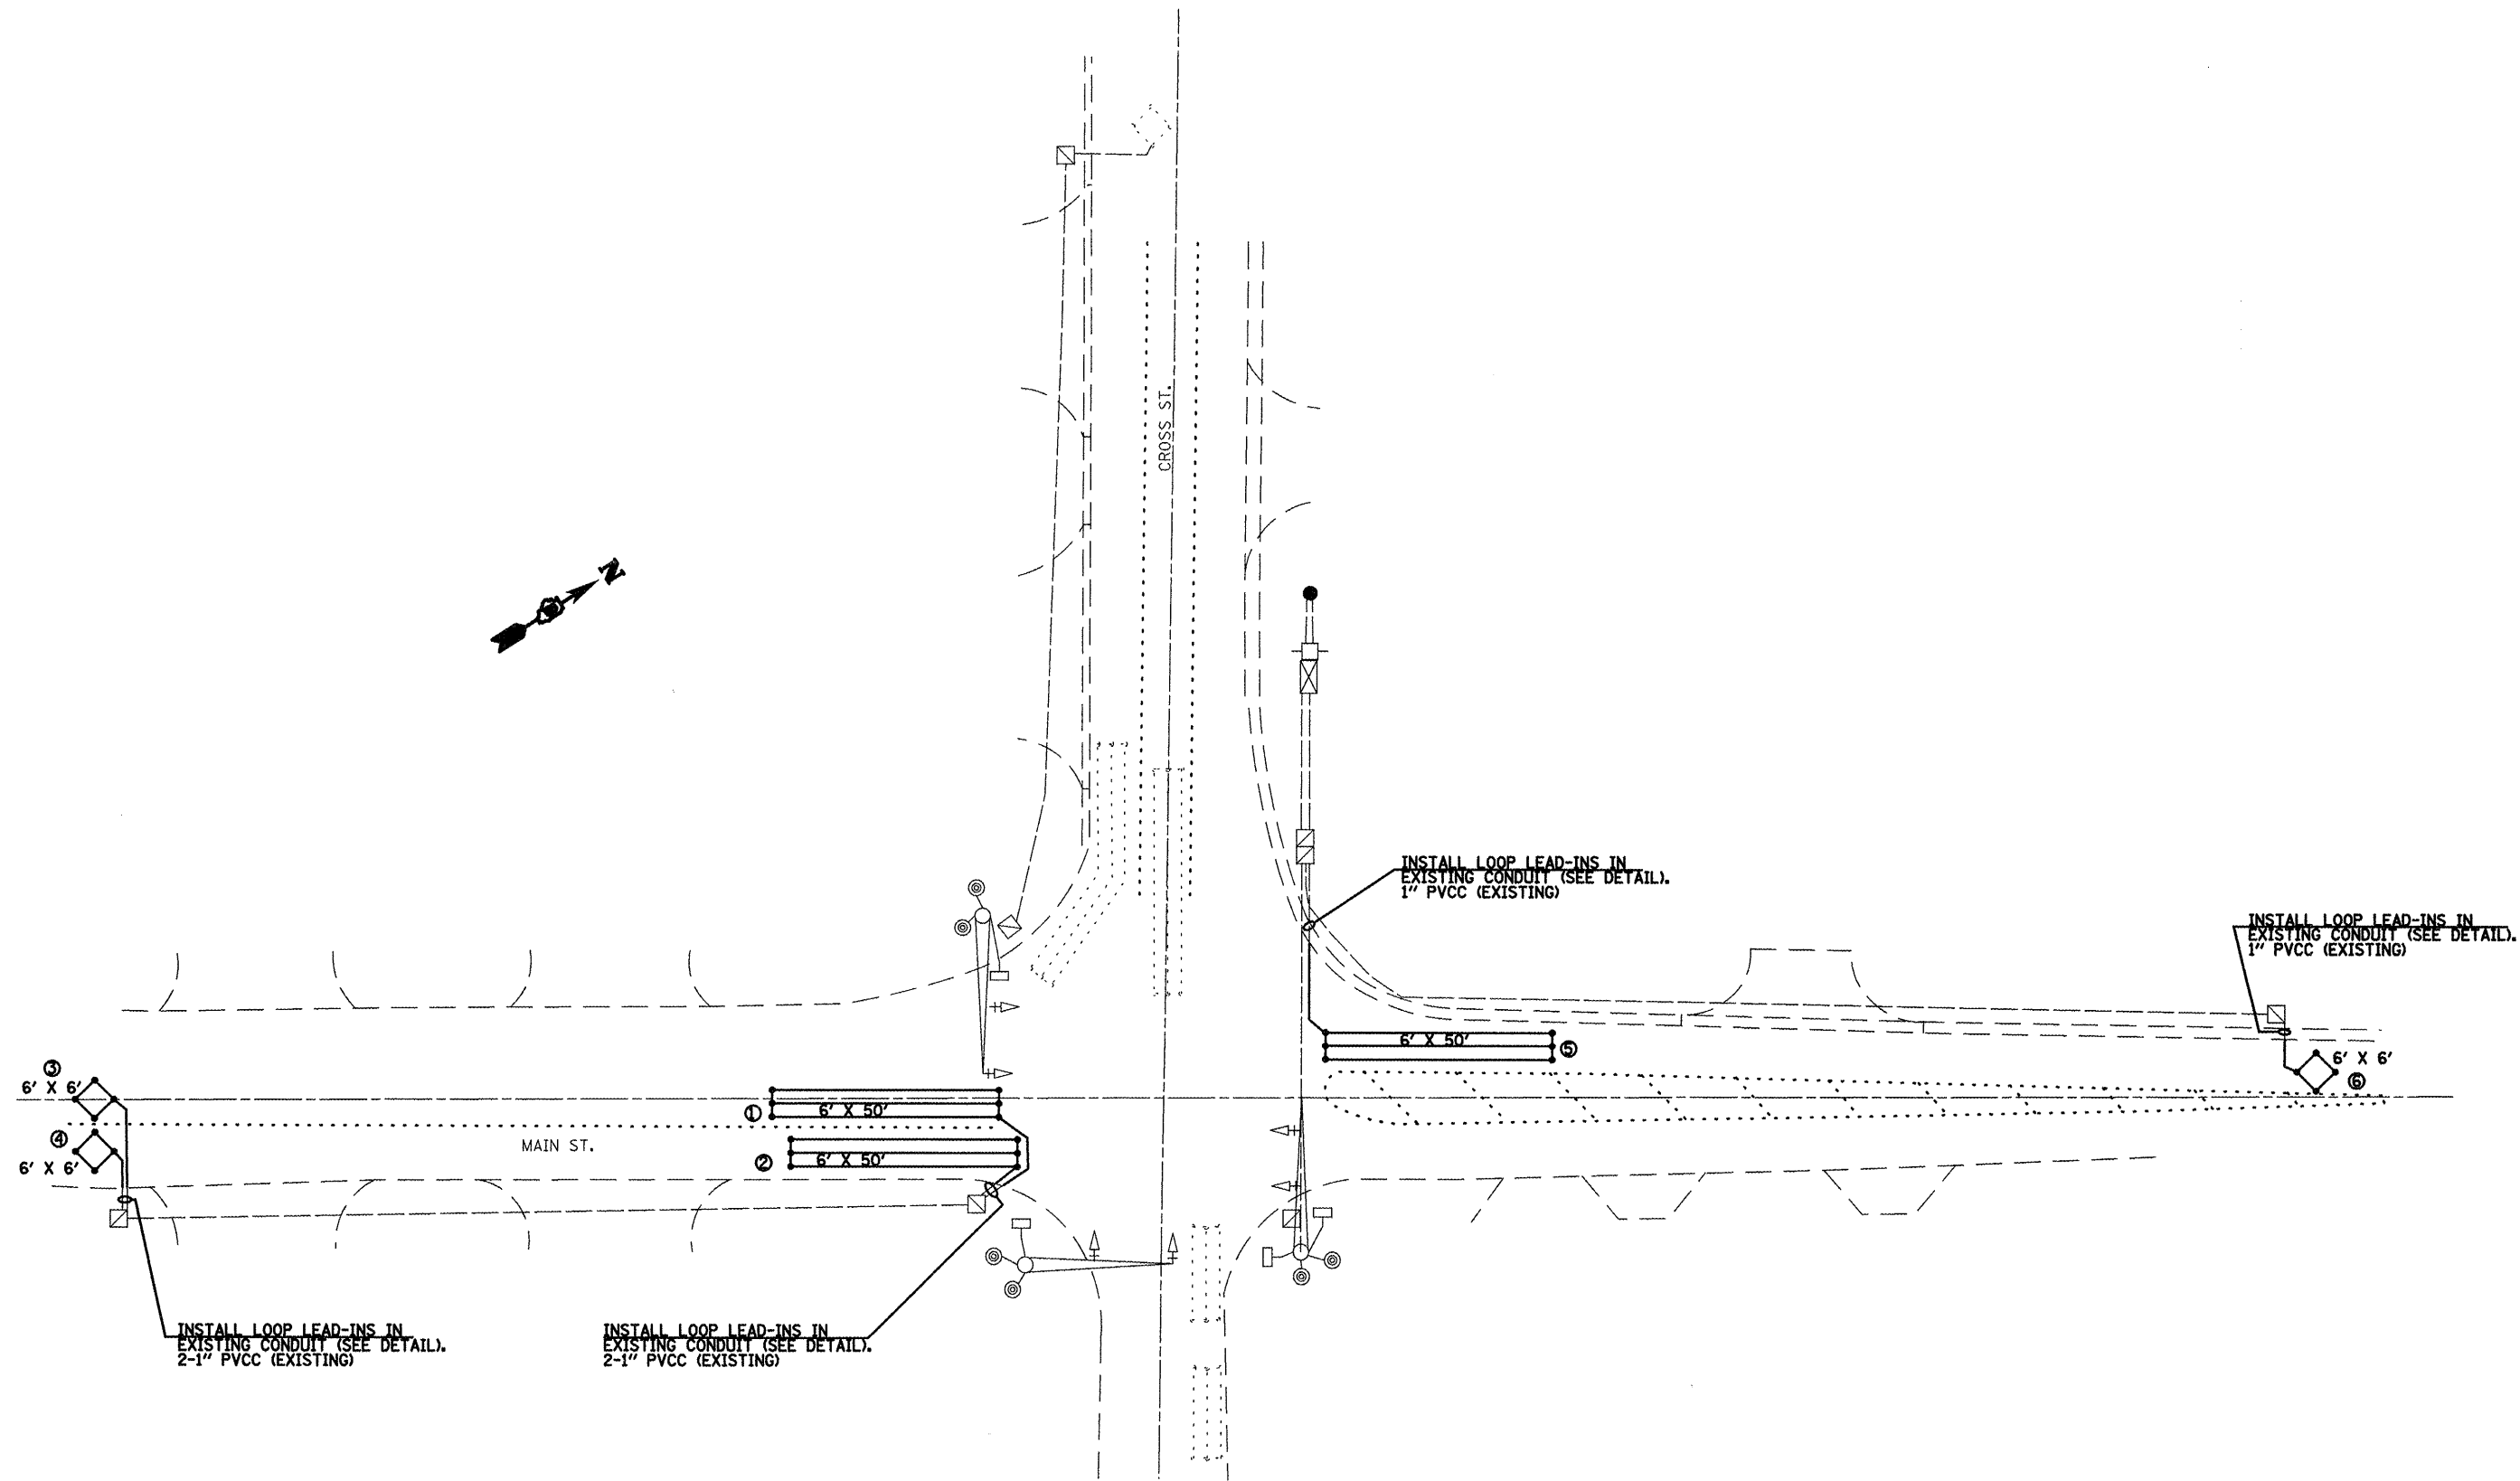 CROSS ST.
N
INSTALL LOOP LEAD-INS IN
EXISTING CONDUIT (SEE DETAIL).
1" PVCC (EXISTING)
INSTALL LOOP LEAD-INS IN
EXISTING CONDUIT (SEE DETAIL).
1" PVCC (EXISTING)
6' X 50'
5
6' X 6'
6
3
6' X 6'
1
6' X 50'
4
6' X 6'
MAIN ST.
2
6' X 50'
INSTALL LOOP LEAD-INS IN
EXISTING CONDUIT (SEE DETAIL).
2-1" PVCC (EXISTING)
INSTALL LOOP LEAD-INS IN
EXISTING CONDUIT (SEE DETAIL).
2-1" PVCC (EXISTING)